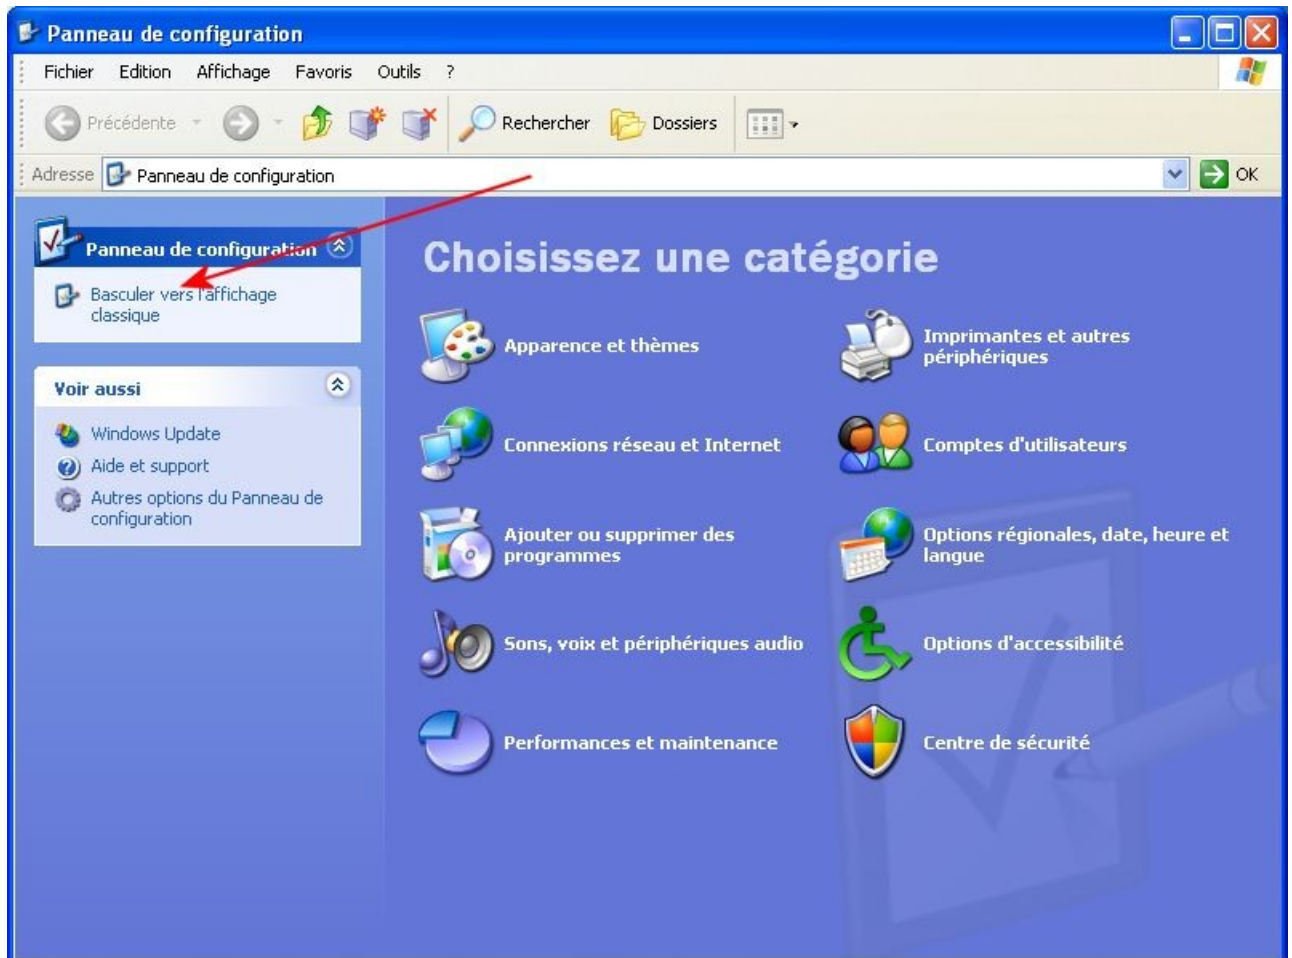 Panneau de configuration
Fichier Edition Affichage Favoris Outils ?
Précédente Rechercher Dossiers
Adresse Panneau de configuration OK
Panneau de configuration
Basculer vers l'affichage
classique
Voir aussi
Windows Update
Aide et support
Autres options du Panneau de
configuration
Choisissez une catégorie
Apparence et thèmes
Imprimantes et autres
périphériques
Connexions réseau et Internet
Comptes d'utilisateurs
Ajouter ou supprimer des
programmes
Options régionales, date, heure et
langue
Sons, voix et périphériques audio
Options d'accessibilité
Performances et maintenance
Centre de sécurité